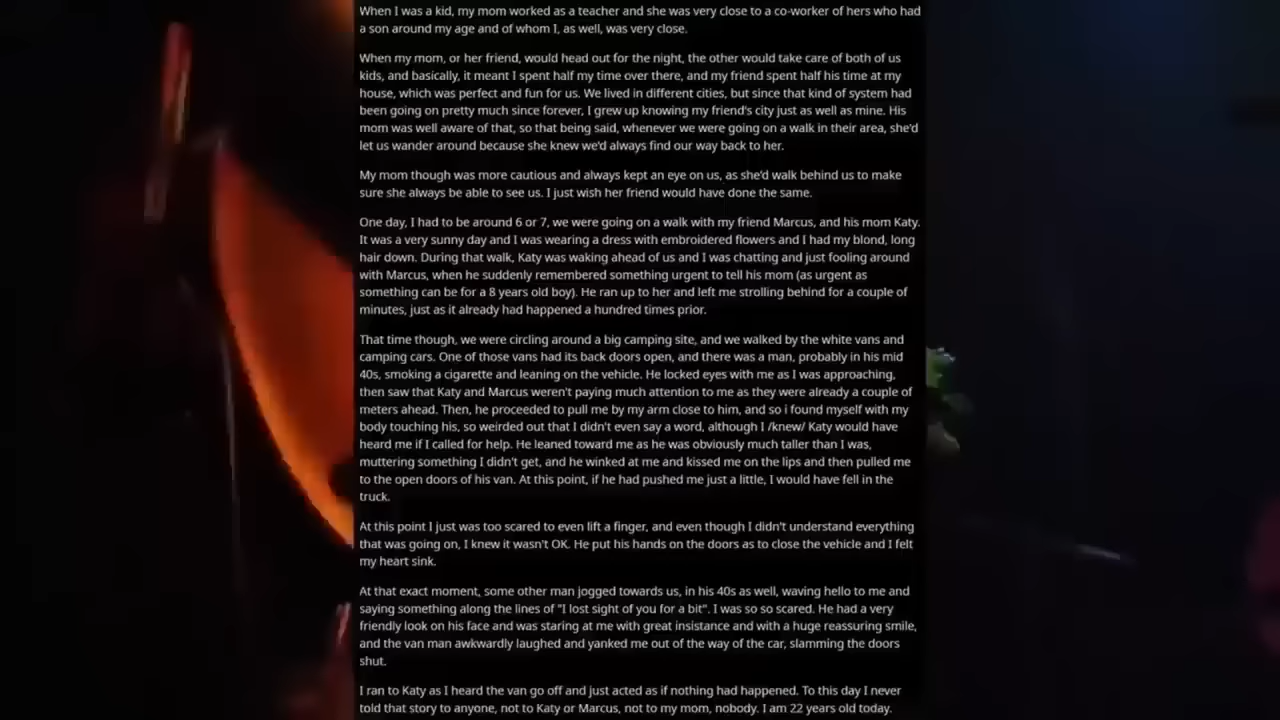 When I was a kid, my mom worked as a teacher and she was very close to a co-worker of hers who had
a son around my age and of whom I, as well, was very close.
When my mom, or her friend, would head out for the night, the other would take care of both of us
kids, and basically, it meant I spent half my time over there, and my friend spent half his time at my
house, which was perfect and fun for us. We lived in different cities, but since that kind of system had
been going on pretty much since forever, I grew up knowing my friend's city just as well as mine. His
mom was well aware of that, so that being said, whenever we were going on a walk in their area, she'd
let us wander around because she knew we'd always find our way back to her.
My mom though was more cautious and always kept an eye on us, as she'd walk behind us to make
sure she always be able to see us. I just wish her friend would have done the same.
One day, I had to be around 6 or 7, we were going on a walk with my friend Marcus, and his mom Katy.
It was a very sunny day and I was wearing a dress with embroidered flowers and I had my blond, long
hair down. During that walk, Katy was waking ahead of us and I was chatting and just fooling around
with Marcus, when he suddenly remembered something urgent to tell his mom (as urgent as
something can be for a 8 years old boy). He ran up to her and left me strolling behind for a couple of
minutes, just as it already had happened a hundred times prior.
That time though, we were circling around a big camping site, and we walked by the white vans and
camping cars. One of those vans had its back doors open, and there was a man, probably in his mid
40s, smoking a cigarette and leaning on the vehicle. He locked eyes with me as I was approaching,
then saw that Katy and Marcus weren't paying much attention to me as they were already a couple of
meters ahead. Then, he proceeded to pull me by my arm close to him, and so i found myself with my
body touching his, so weirded out that I didn't even say a word, although I /knew/ Katy would have
heard me if I called for help. He leaned toward me as he was obviously much taller than I was,
muttering something I didn't get, and he winked at me and kissed me on the lips and then pulled me
to the open doors of his van. At this point, if he had pushed me just a little, I would have fell in the
truck.
At this point I just was too scared to even lift a finger, and even though I didn't understand everything
that was going on, I knew it wasn't OK. He put his hands on the doors as to close the vehicle and I felt
my heart sink.
At that exact moment, some other man jogged towards us, in his 40s as well, waving hello to me and
saying something along the lines of "I lost sight of you for a bit". I was so so scared. He had a very
friendly look on his face and was staring at me with great insistance and with a huge reassuring smile,
and the van man awkwardly laughed and yanked me out of the way of the car, slamming the doors
shut.
I ran to Katy as I heard the van go off and just acted as if nothing had happened. To this day I never
told that story to anyone, not to Katy or Marcus, not to my mom, nobody. I am 22 years old today.